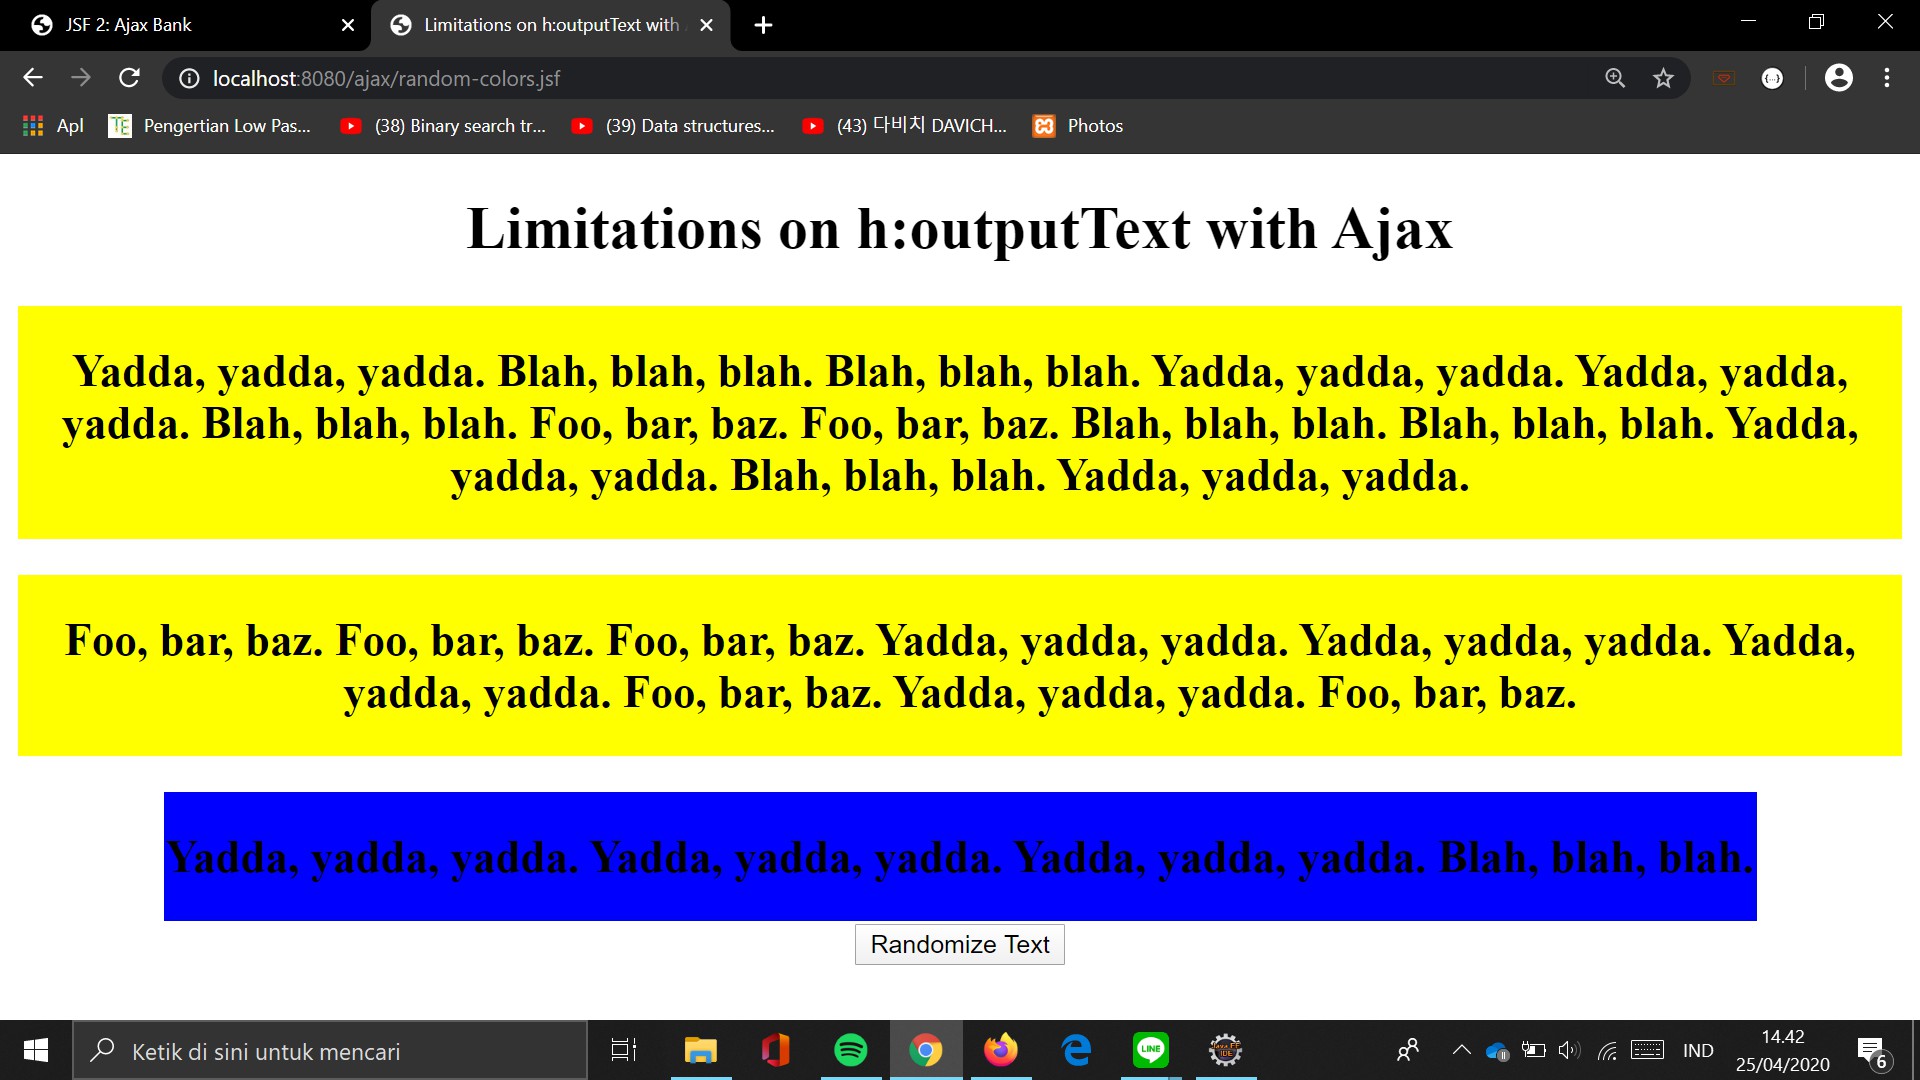 JSF 2: Ajax Bank
Limitations on h:outputText with
localhost:8080/ajax/random-colors.jsf
Apl
TE
Pengertian Low Pas...
(38) Binary search tr...
(39) Data structures...
(43) 다비치 DAVICH...
Photos
Limitations on h:outputText with Ajax
Yadda, yadda, yadda. Blah, blah, blah. Blah, blah, blah. Yadda, yadda, yadda. Yadda, yadda,
yadda. Blah, blah, blah. Foo, bar, baz. Foo, bar, baz. Blah, blah, blah. Blah, blah, blah. Yadda,
yadda, yadda. Blah, blah, blah. Yadda, yadda, yadda.
Foo, bar, baz. Foo, bar, baz. Foo, bar, baz. Yadda, yadda, yadda. Yadda, yadda, yadda. Yadda,
yadda, yadda. Foo, bar, baz. Yadda, yadda, yadda. Foo, bar, baz.
Yadda, yadda, yadda. Yadda, yadda, yadda. Yadda, yadda, yadda. Blah, blah, blah.
Randomize Text
Ketik di sini untuk mencari
LINE
Java EE
IDE
IND
14.42
25/04/2020
6